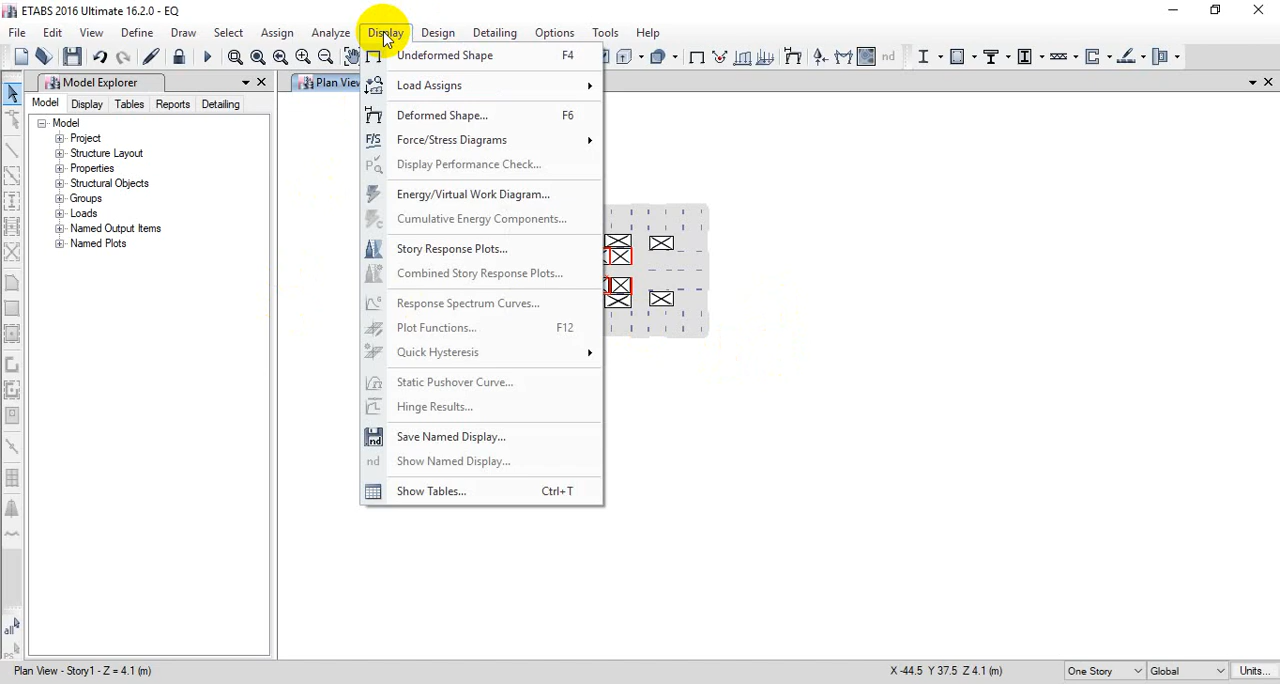 ETABS 2016 Ultimate 16.2.0 - EQ
File Edit View Define Draw Select Assign Analyze Display Design Detailing Options Tools Help
nd
Model Explorer
Plan View
Model Display Tables Reports Detailing
Model
Project
Structure Layout
Properties
Structural Objects
Groups
Loads
Named Output Items
Named Plots
Undeformed Shape F4
Load Assigns
Deformed Shape... F6
F/S Force/Stress Diagrams
Display Performance Check...
Energy/Virtual Work Diagram...
Cumulative Energy Components...
Story Response Plots...
Combined Story Response Plots...
Response Spectrum Curves...
Plot Functions... F12
Quick Hysteresis
Static Pushover Curve...
Hinge Results...
nd Save Named Display...
nd Show Named Display...
Show Tables... Ctrl+T
all
PS
Plan View - Story1 - Z = 4.1 (m)
X -44.5 Y 37.5 Z 4.1 (m)
One Story
Global
Units...